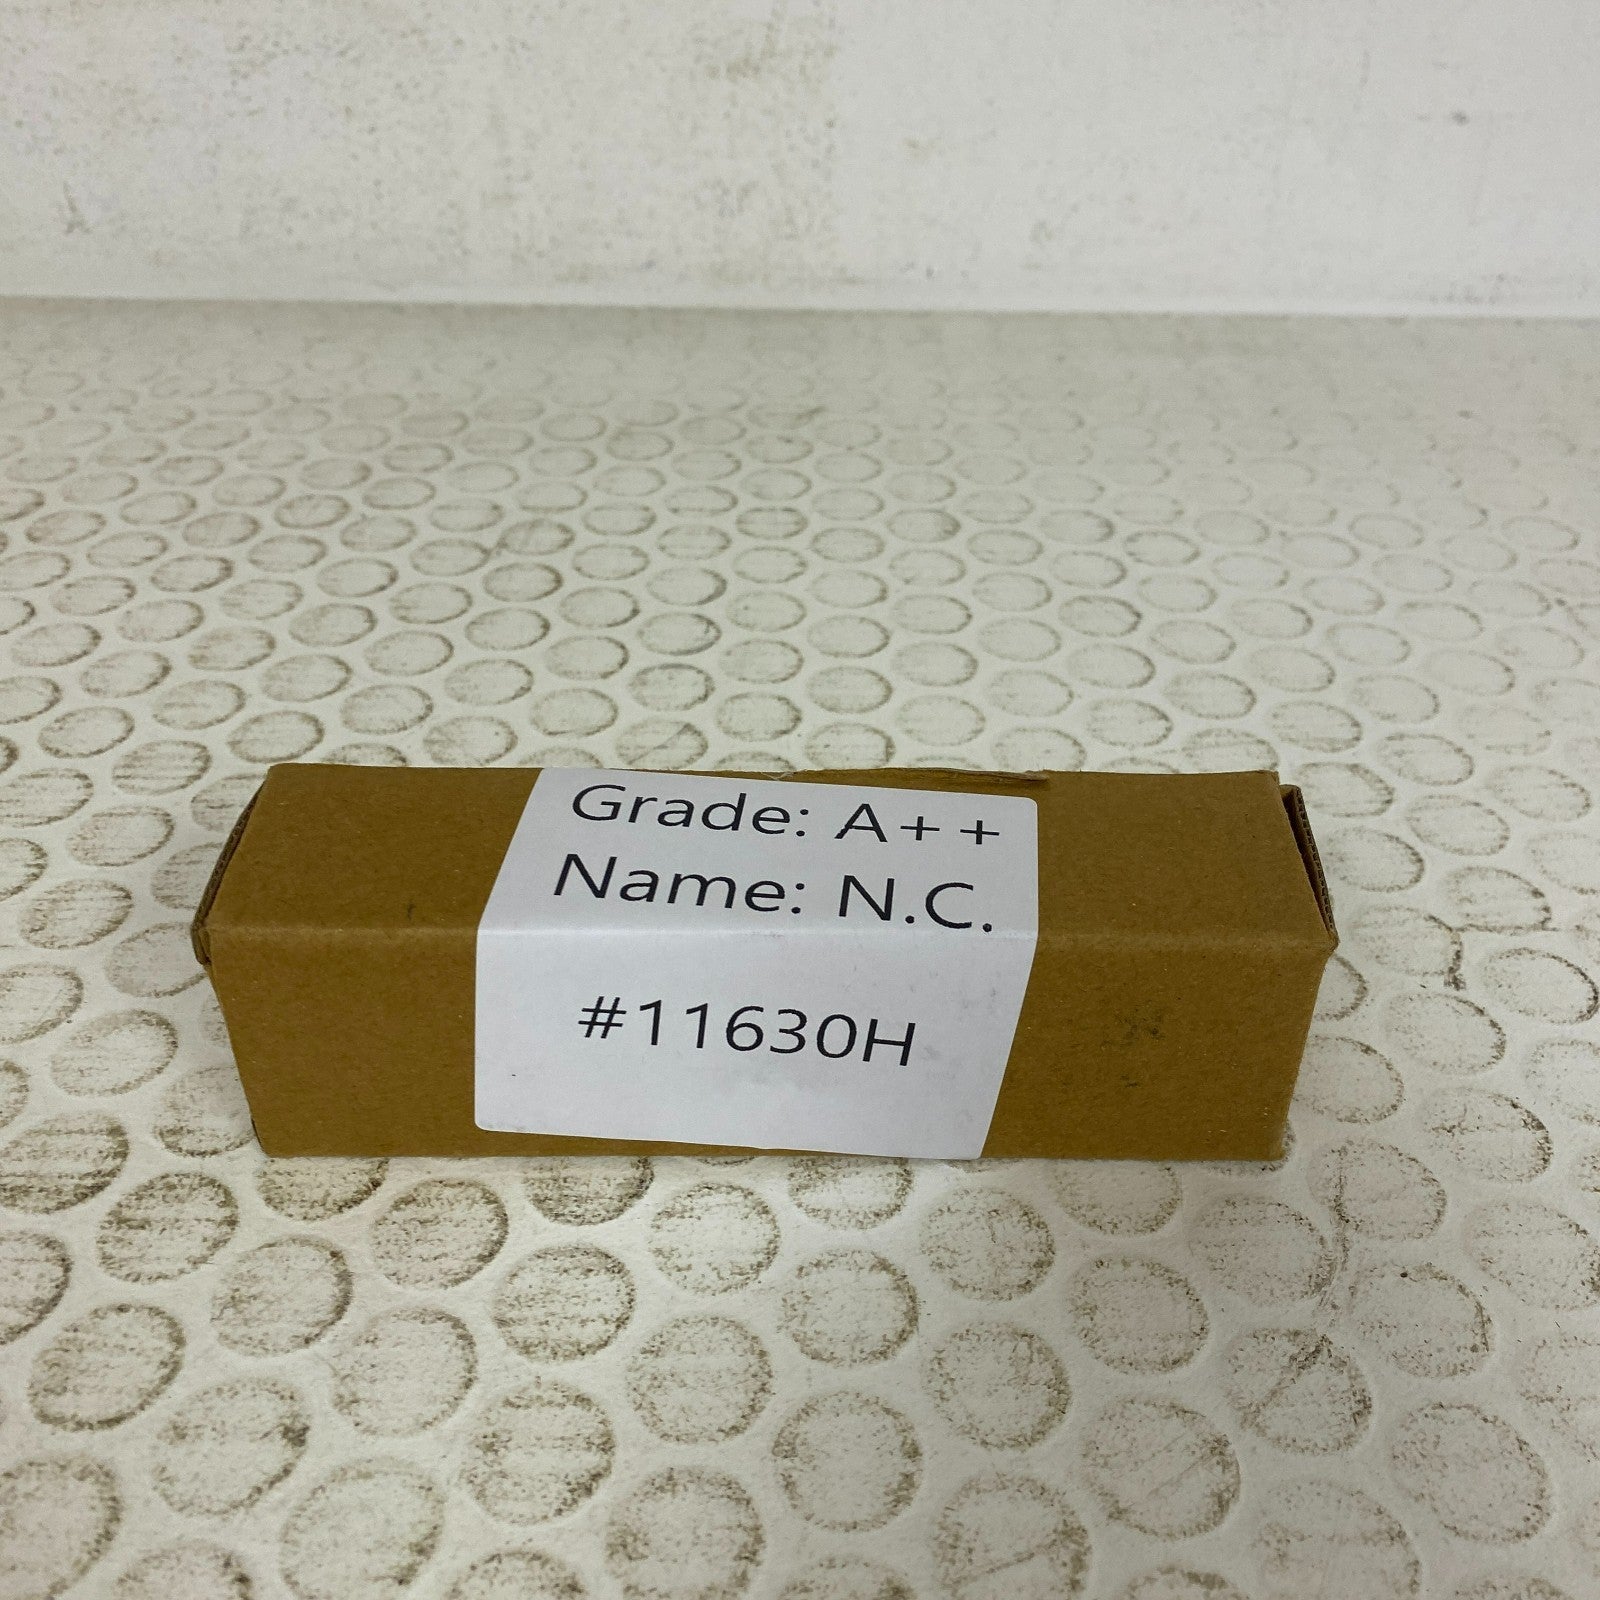 Grade: A++
Name: N.C.
#11630H